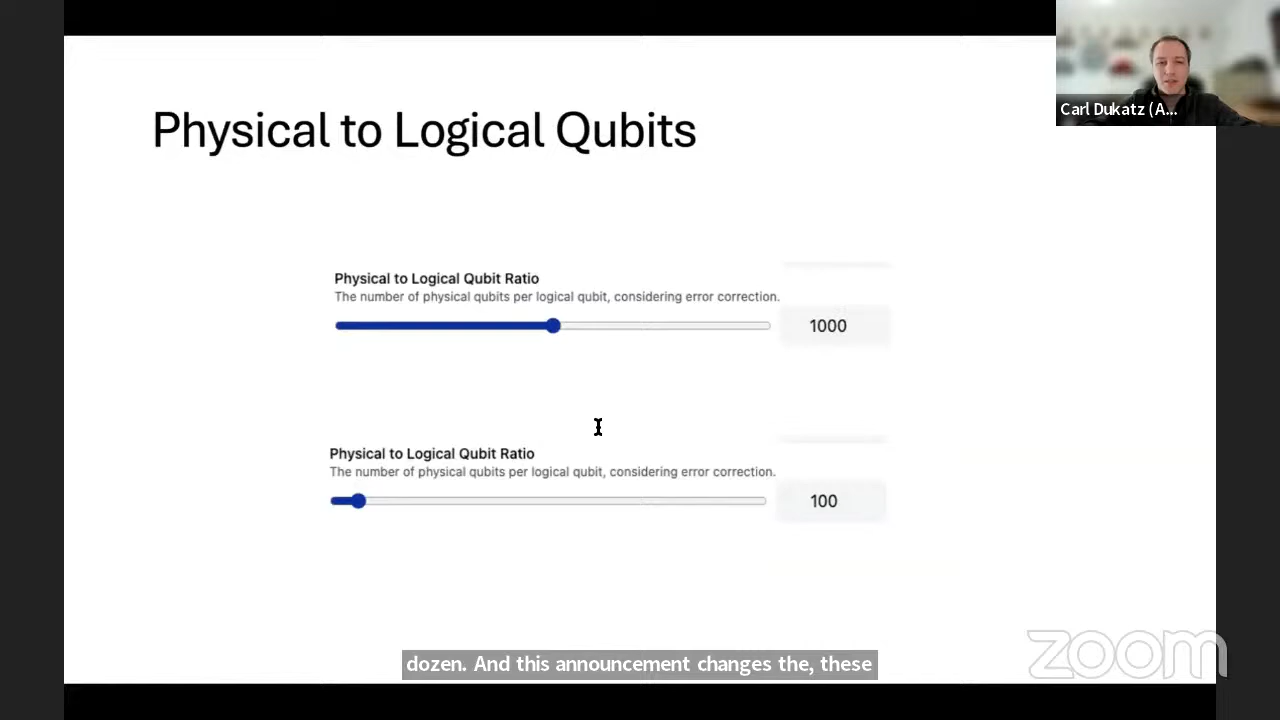 Carl Dukatz (A...
Physical to Logical Qubits
Physical to Logical Qubit Ratio
The number of physical qubits per logical qubit, considering error correction.
1000
Physical to Logical Qubit Ratio
The number of physical qubits per logical qubit, considering error correction.
100
dozen. And this announcement changes the, these
zoom